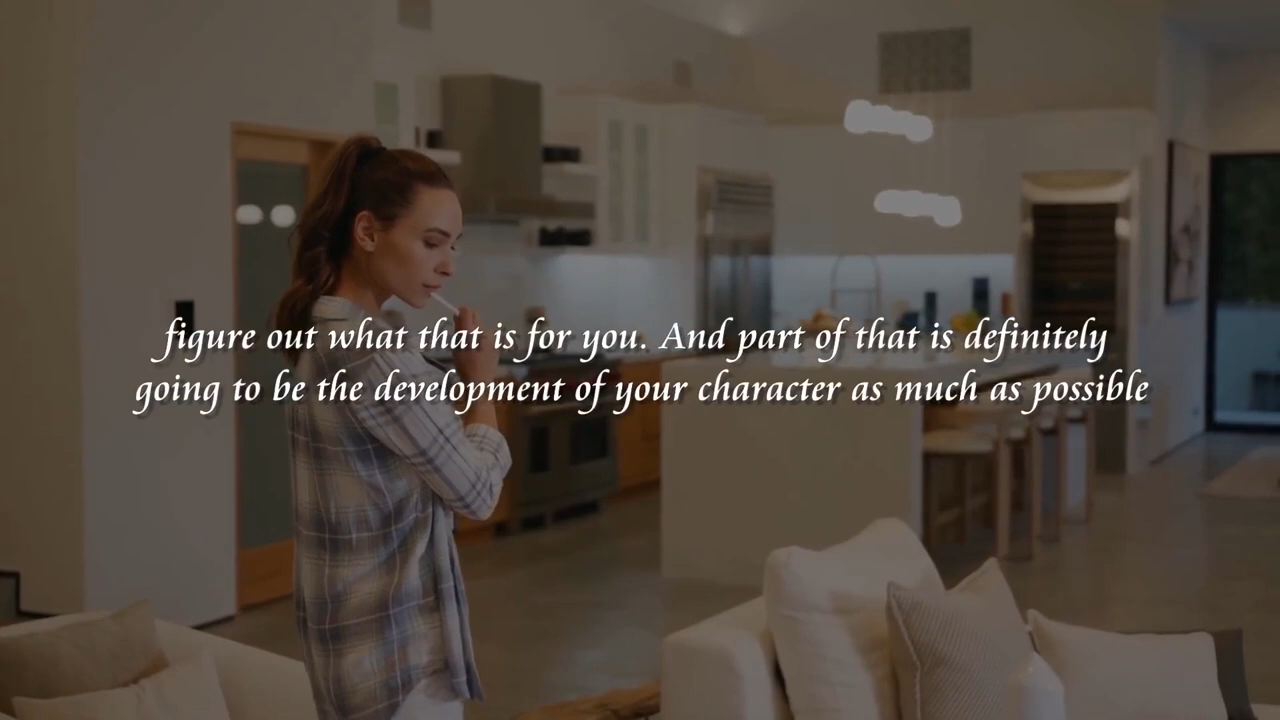 figure out what that is for you. And part of that is definitely
going to be the development of your character as much as possible